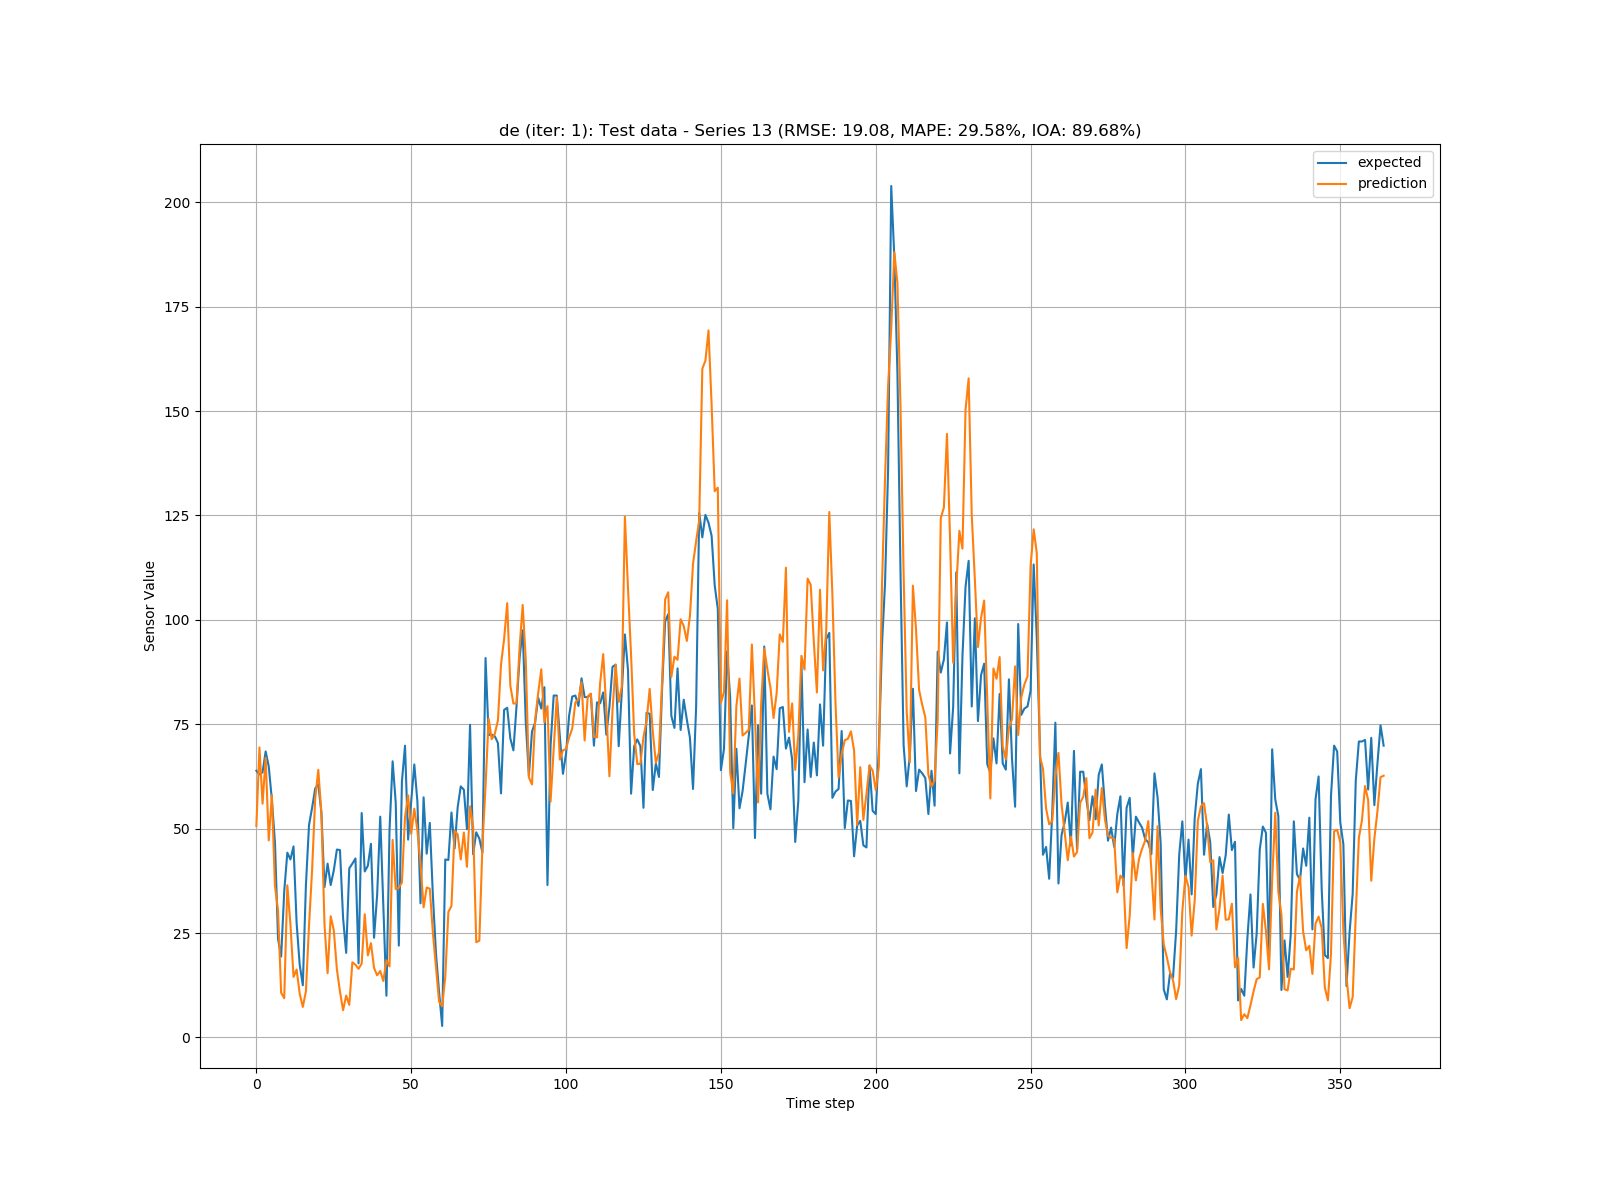 de (iter: 1): Test data - Series 13 (RMSE: 19.08, MAPE: 29.58%, IOA: 89.68%)
expected
prediction
200
175
150
125
100
75
50
25
0
Sensor Value
0 50 100 150 200 250 300 350
Time step